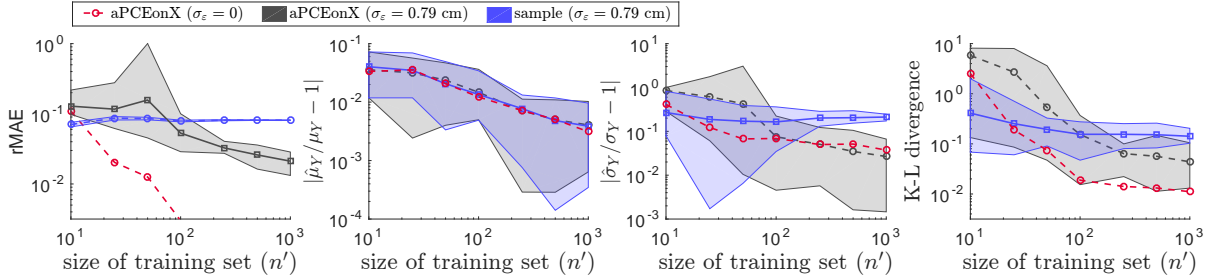 aPCEonX (σ_ε = 0) aPCEonX (σ_ε = 0.79 cm) sample (σ_ε = 0.79 cm)
rMAE
10^0
10^-1
10^-2
10^1 10^2 10^3
size of training set (n′)
|μ̂_Y/μ_Y − 1|
10^-1
10^-2
10^-3
10^-4
10^1 10^2 10^3
size of training set (n′)
|σ̂_Y/σ_Y − 1|
10^1
10^0
10^-1
10^-2
10^-3
10^1 10^2 10^3
size of training set (n′)
K-L divergence
10^1
10^0
10^-1
10^-2
10^1 10^2 10^3
size of training set (n′)